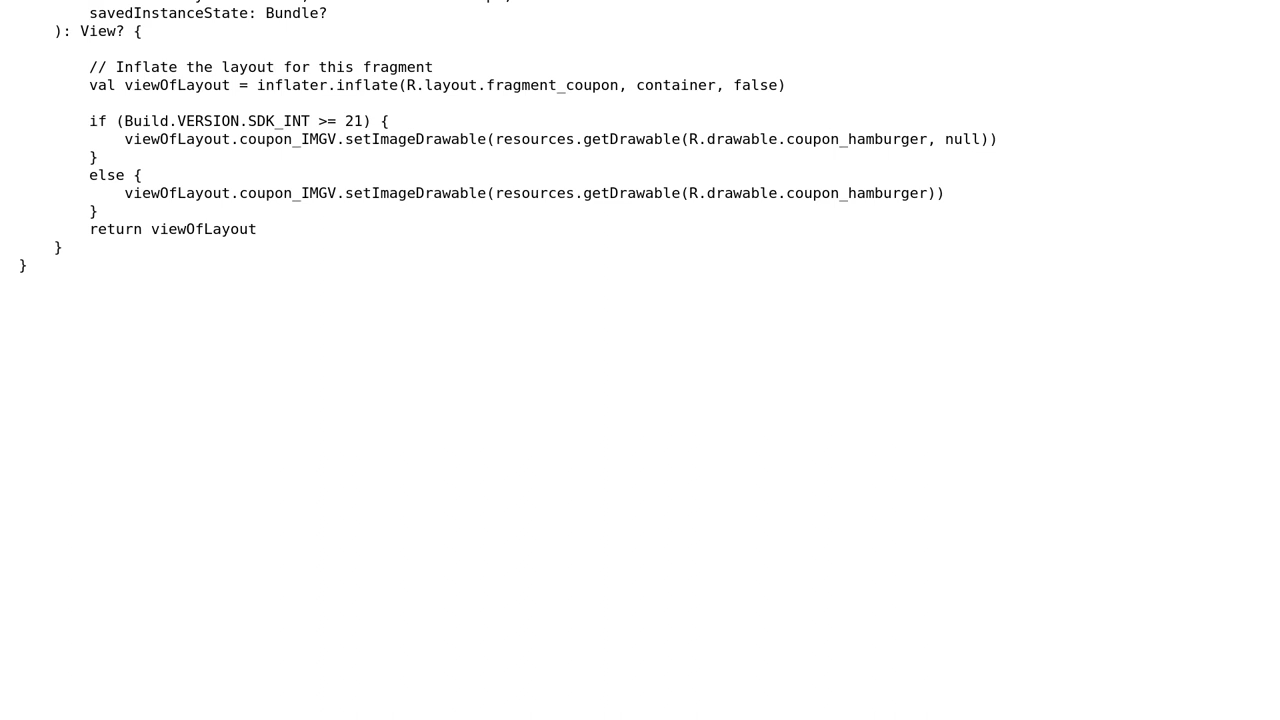 savedInstanceState: Bundle?
): View? {
// Inflate the layout for this fragment
val viewOfLayout = inflater.inflate(R.layout.fragment_coupon, container, false)
if (Build.VERSION.SDK_INT >= 21) {
viewOfLayout.coupon_IMGV.setImageDrawable(resources.getDrawable(R.drawable.coupon_hamburger, null))
}
else {
viewOfLayout.coupon_IMGV.setImageDrawable(resources.getDrawable(R.drawable.coupon_hamburger))
}
return viewOfLayout
}
}